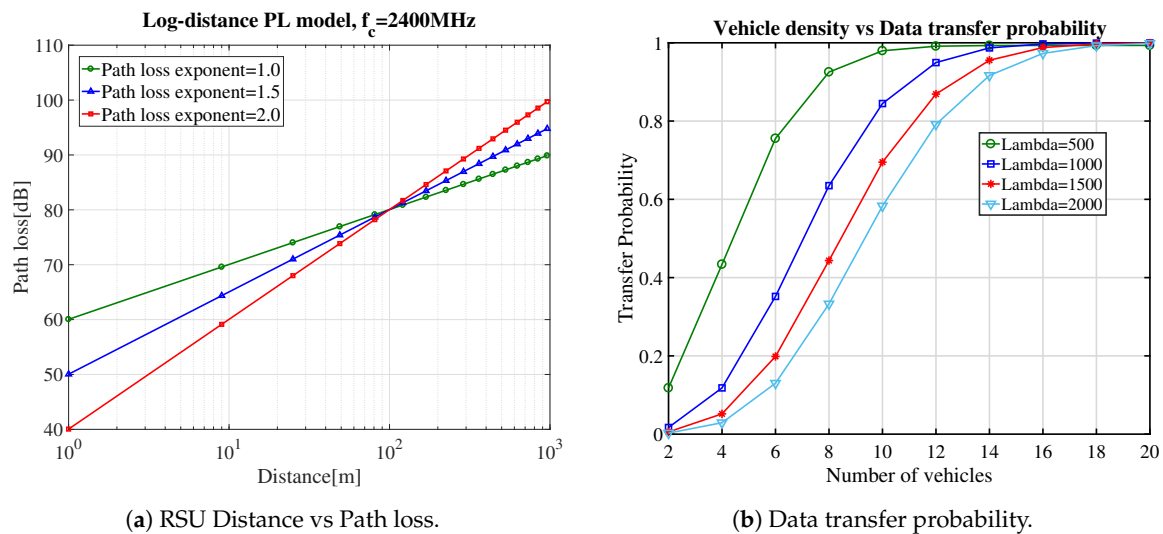 Log-distance PL model, f_c=2400MHz
110
100
90
80
70
60
50
40
Path loss[dB]
Path loss exponent=1.0
Path loss exponent=1.5
Path loss exponent=2.0
10^0 10^1 10^2 10^3
Distance[m]
(a) RSU Distance vs Path loss.
Vehicle density vs Data transfer probability
1
0.8
0.6
0.4
0.2
0
Transfer Probability
Lambda=500
Lambda=1000
Lambda=1500
Lambda=2000
2 4 6 8 10 12 14 16 18 20
Number of vehicles
(b) Data transfer probability.